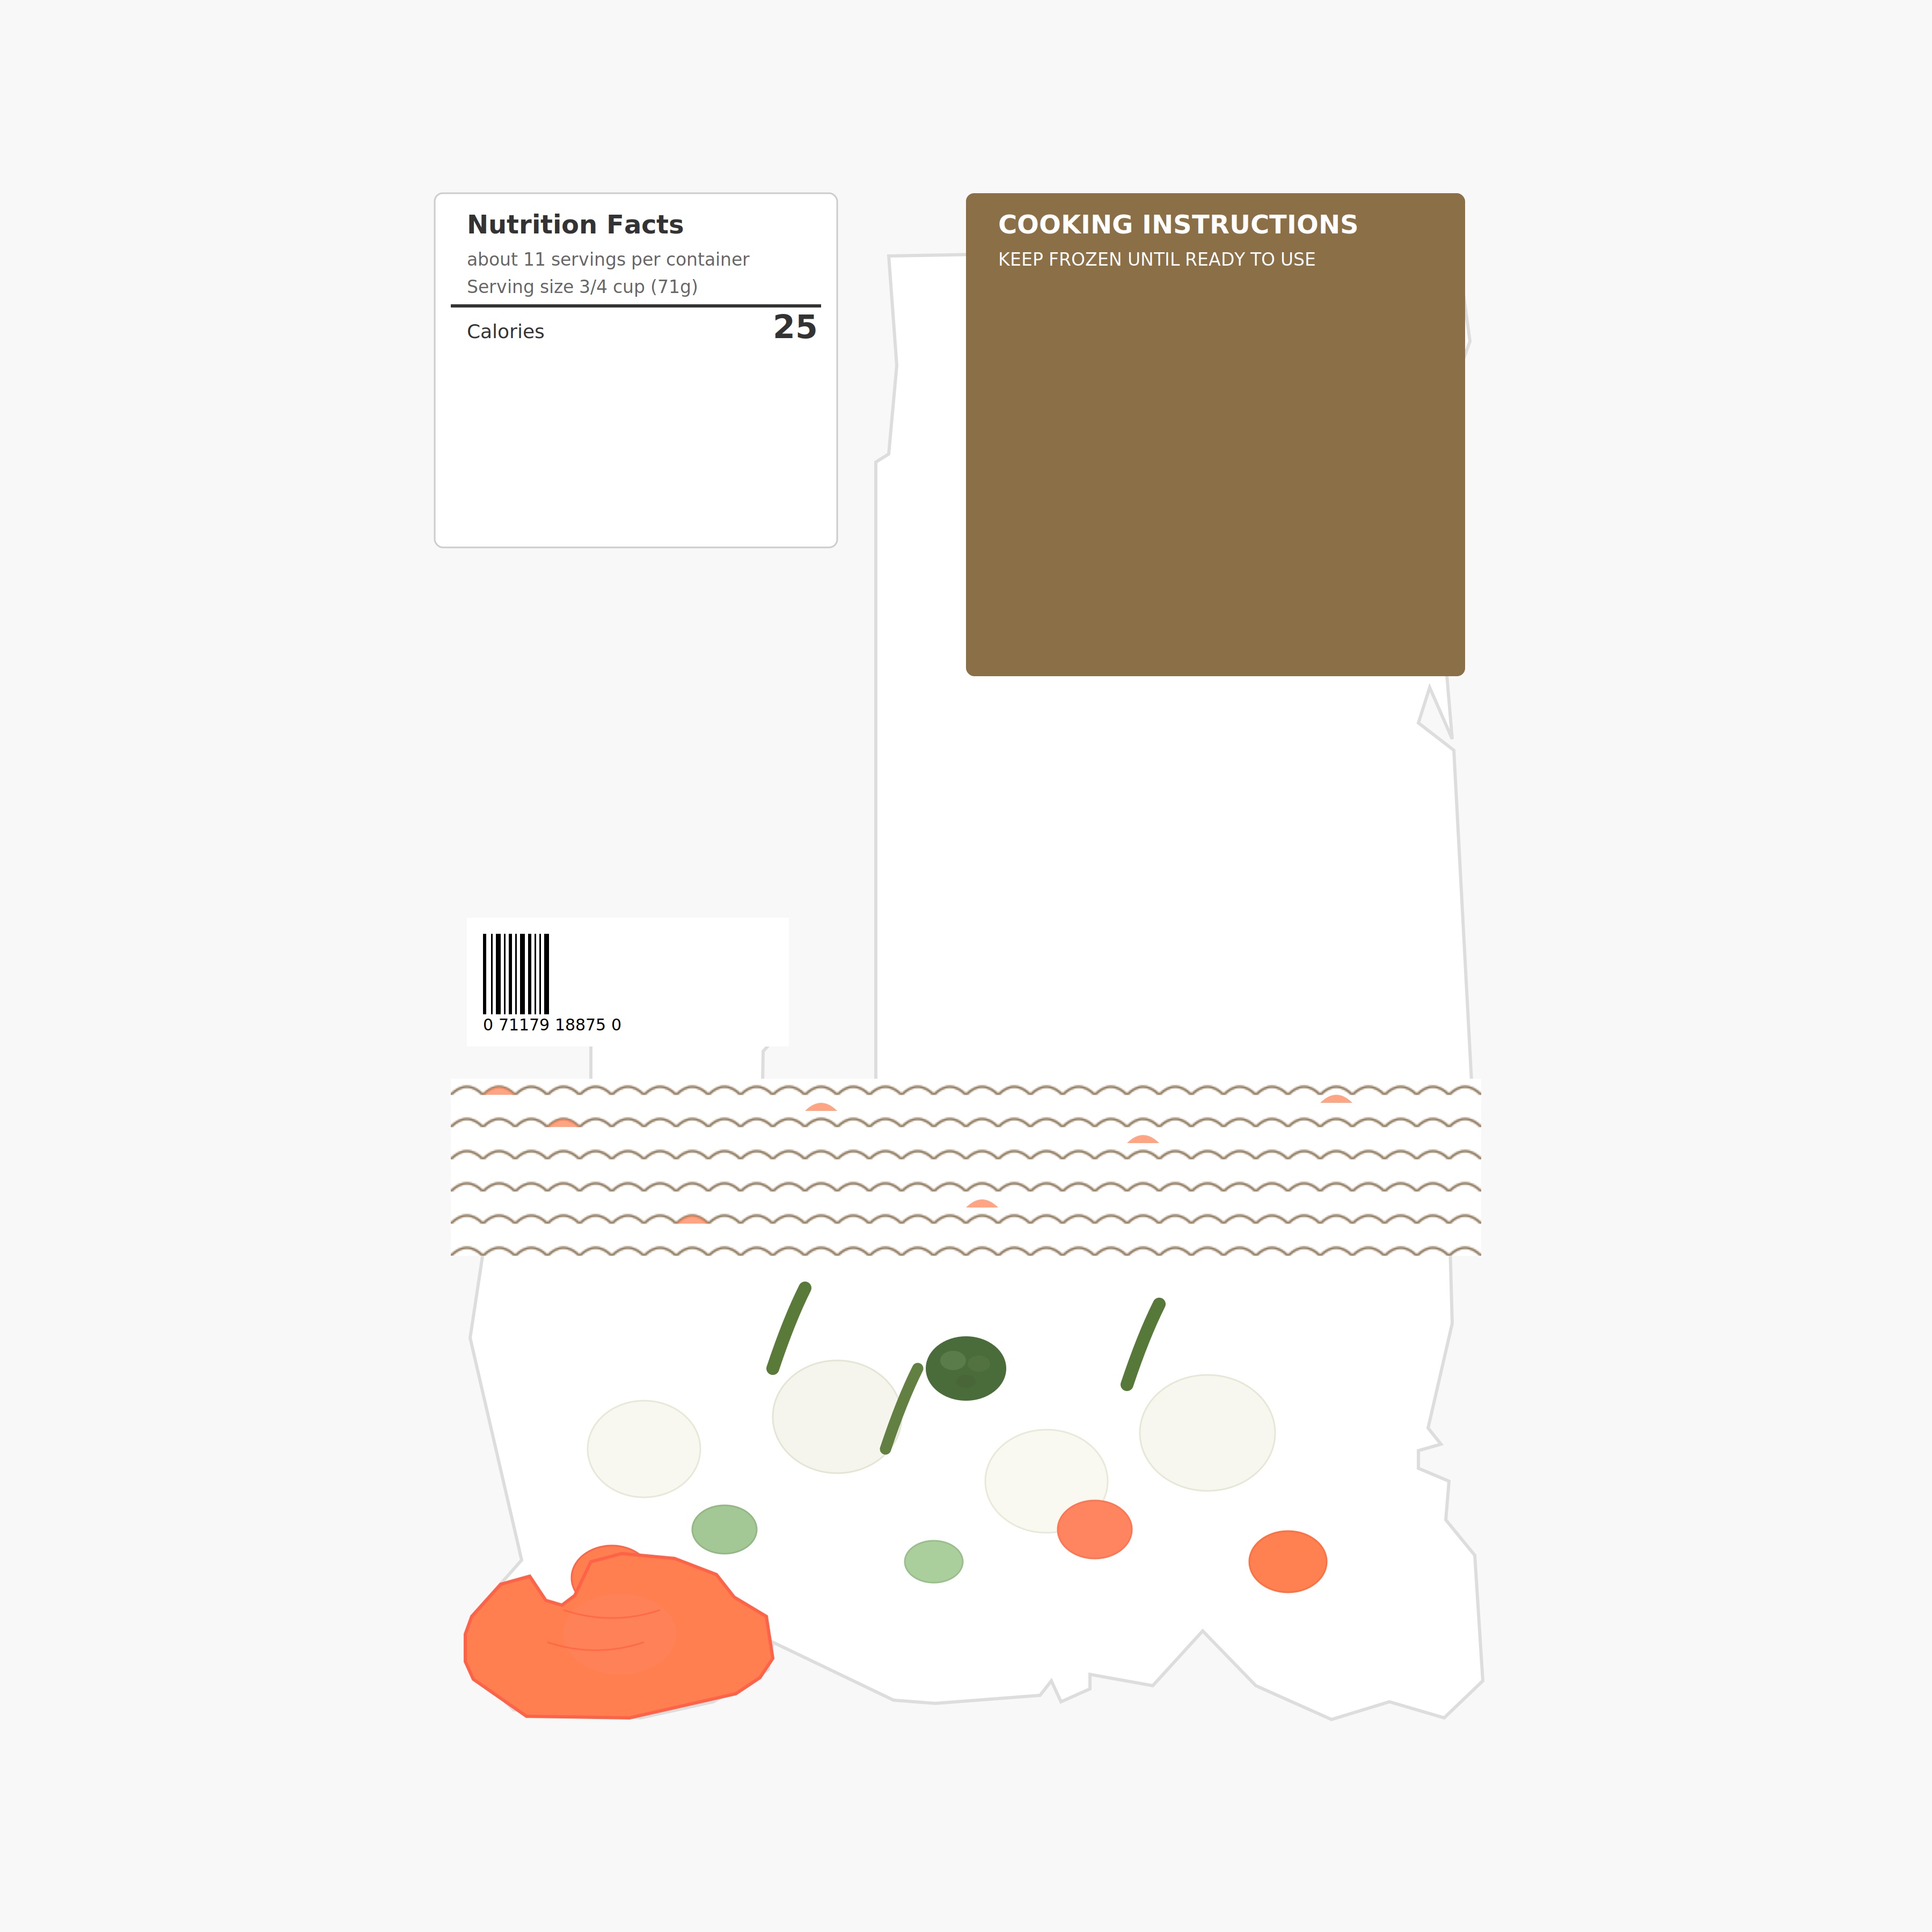 Nutrition Facts
about 11 servings per container
Serving size 3/4 cup (71g)
Calories 25
COOKING INSTRUCTIONS
KEEP FROZEN UNTIL READY TO USE
0 71179 18875 0